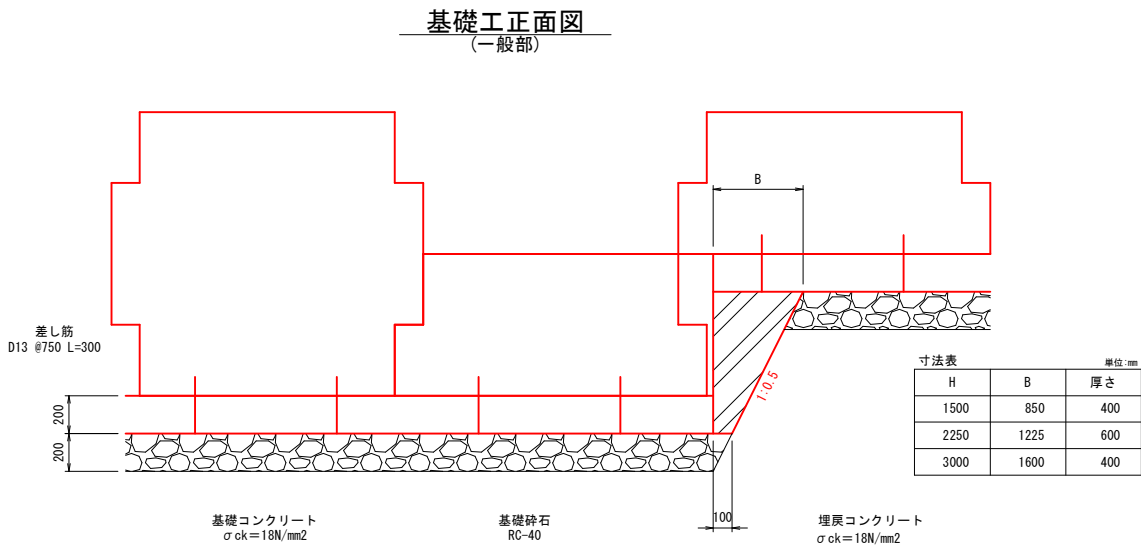 基礎工正面図
(一般部)
B
差し筋
D13 @750 L=300
200
200
1:0.5
100
寸法表
単位:mm
H B 厚さ
1500 850 400
2250 1225 600
3000 1600 400
基礎コンクリート
σck=18N/mm2
基礎砕石
RC-40
埋戻コンクリート
σck=18N/mm2